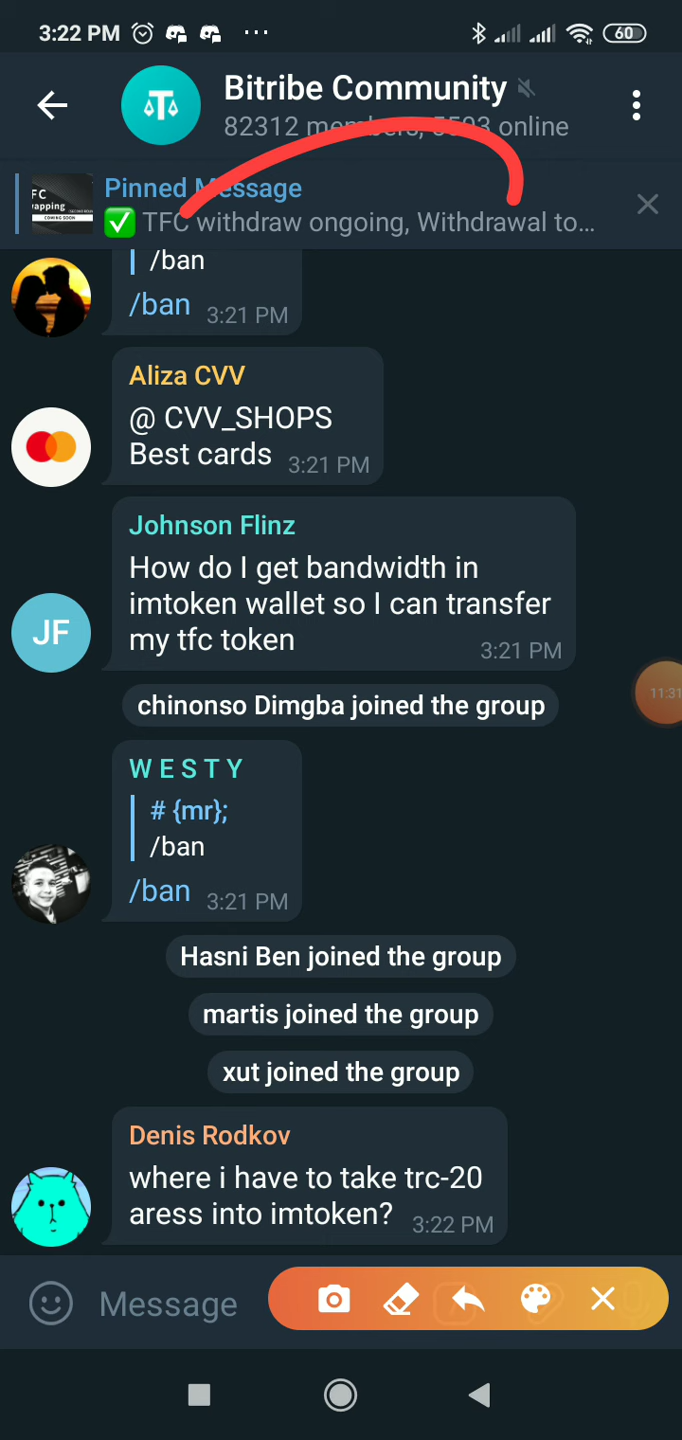 3:22 PM ... 60
Bitribe Community
82312 members, 5593 online
Pinned Message
TFC withdraw ongoing, Withdrawal to...
FC
vapping
COMING SOON
/ban
/ban 3:21 PM
Aliza CVV
@ CVV_SHOPS
Best cards 3:21 PM
Johnson Flinz
How do I get bandwidth in
imtoken wallet so I can transfer
my tfc token 3:21 PM
JF
chinonso Dimgba joined the group
11:31
W E S T Y
# {mr};
/ban
/ban 3:21 PM
Hasni Ben joined the group
martis joined the group
xut joined the group
Denis Rodkov
where i have to take trc-20
aress into imtoken? 3:22 PM
Message